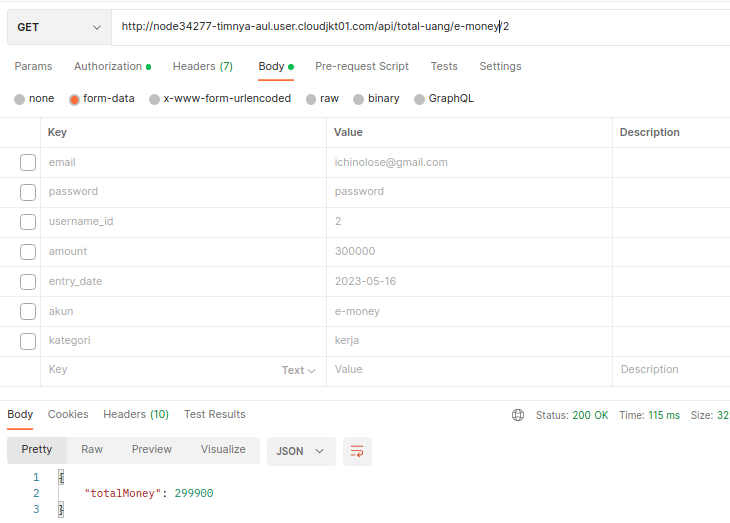 GET http://node34277-timnya-aul.user.cloudjkt01.com/api/total-uang/e-money/2
Params Authorization Headers (7) Body Pre-request Script Tests Settings
none form-data x-www-form-urlencoded raw binary GraphQL
Key Value Description
email ichinolose@gmail.com
password password
username_id 2
amount 300000
entry_date 2023-05-16
akun e-money
kategori kerja
Key Text Value Description
Body Cookies Headers (10) Test Results Status: 200 OK Time: 115 ms Size: 32
Pretty Raw Preview Visualize JSON
1 {
2 "totalMoney": 299900
3 }